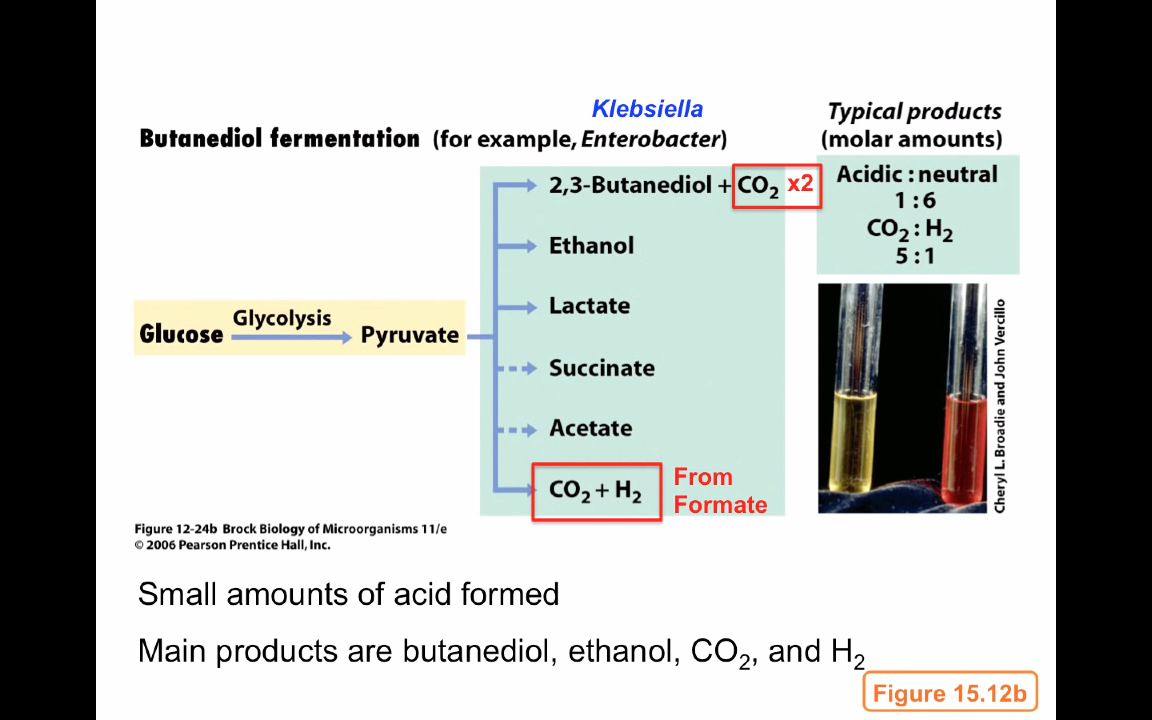 Klebsiella
Butanediol fermentation (for example, Enterobacter)
Typical products
(molar amounts)
2,3-Butanediol + CO₂ x2
Acidic : neutral
1 : 6
CO₂ : H₂
5 : 1
Ethanol
Lactate
Glucose
Glycolysis
Pyruvate
Succinate
Acetate
CO₂ + H₂
From
Formate
Cheryl L. Broadie and John Vercillo
Figure 12-24b Brock Biology of Microorganisms 11/e
© 2006 Pearson Prentice Hall, Inc.
Small amounts of acid formed
Main products are butanediol, ethanol, CO₂, and H₂
Figure 15.12b